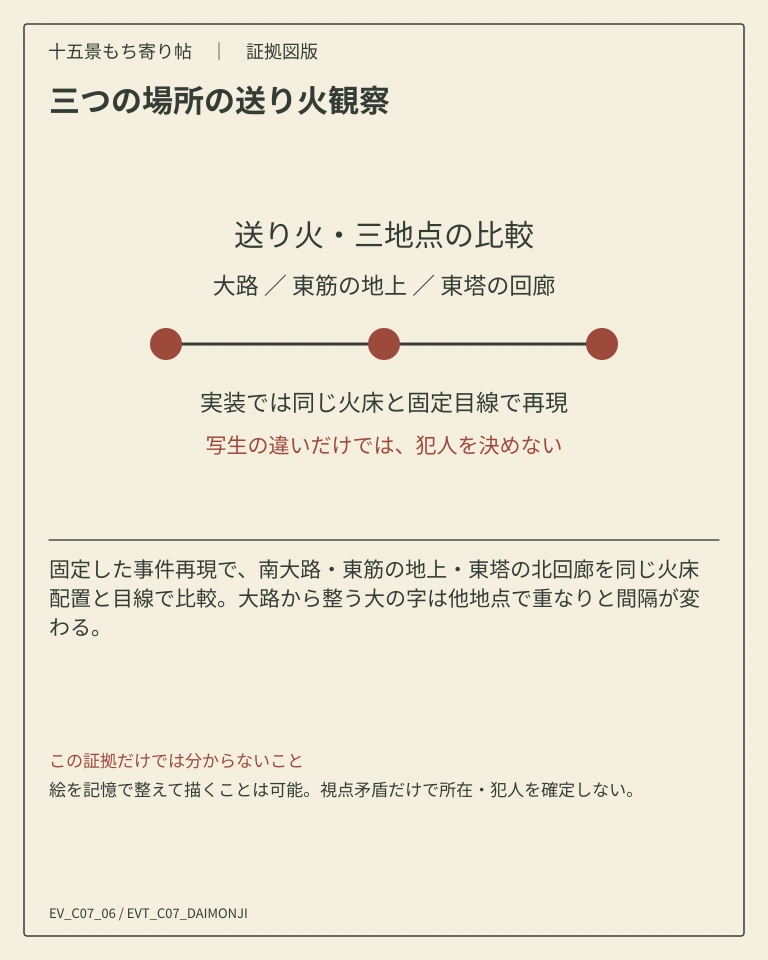 十五景もち寄り帖 ｜ 証拠図版
三つの場所の送り火観察
送り火・三地点の比較
大路 ／ 東筋の地上 ／ 東塔の回廊
実装では同じ火床と固定目線で再現
写生の違いだけでは、犯人を決めない
固定した事件再現で、南大路・東筋の地上・東塔の北回廊を同じ火床
配置と目線で比較。大路から整う大の字は他地点で重なりと間隔が変
わる。
この証拠だけでは分からないこと
絵を記憶で整えて描くことは可能。視点矛盾だけで所在・犯人を確定しない。
EV_C07_06 / EVT_C07_DAIMONJI